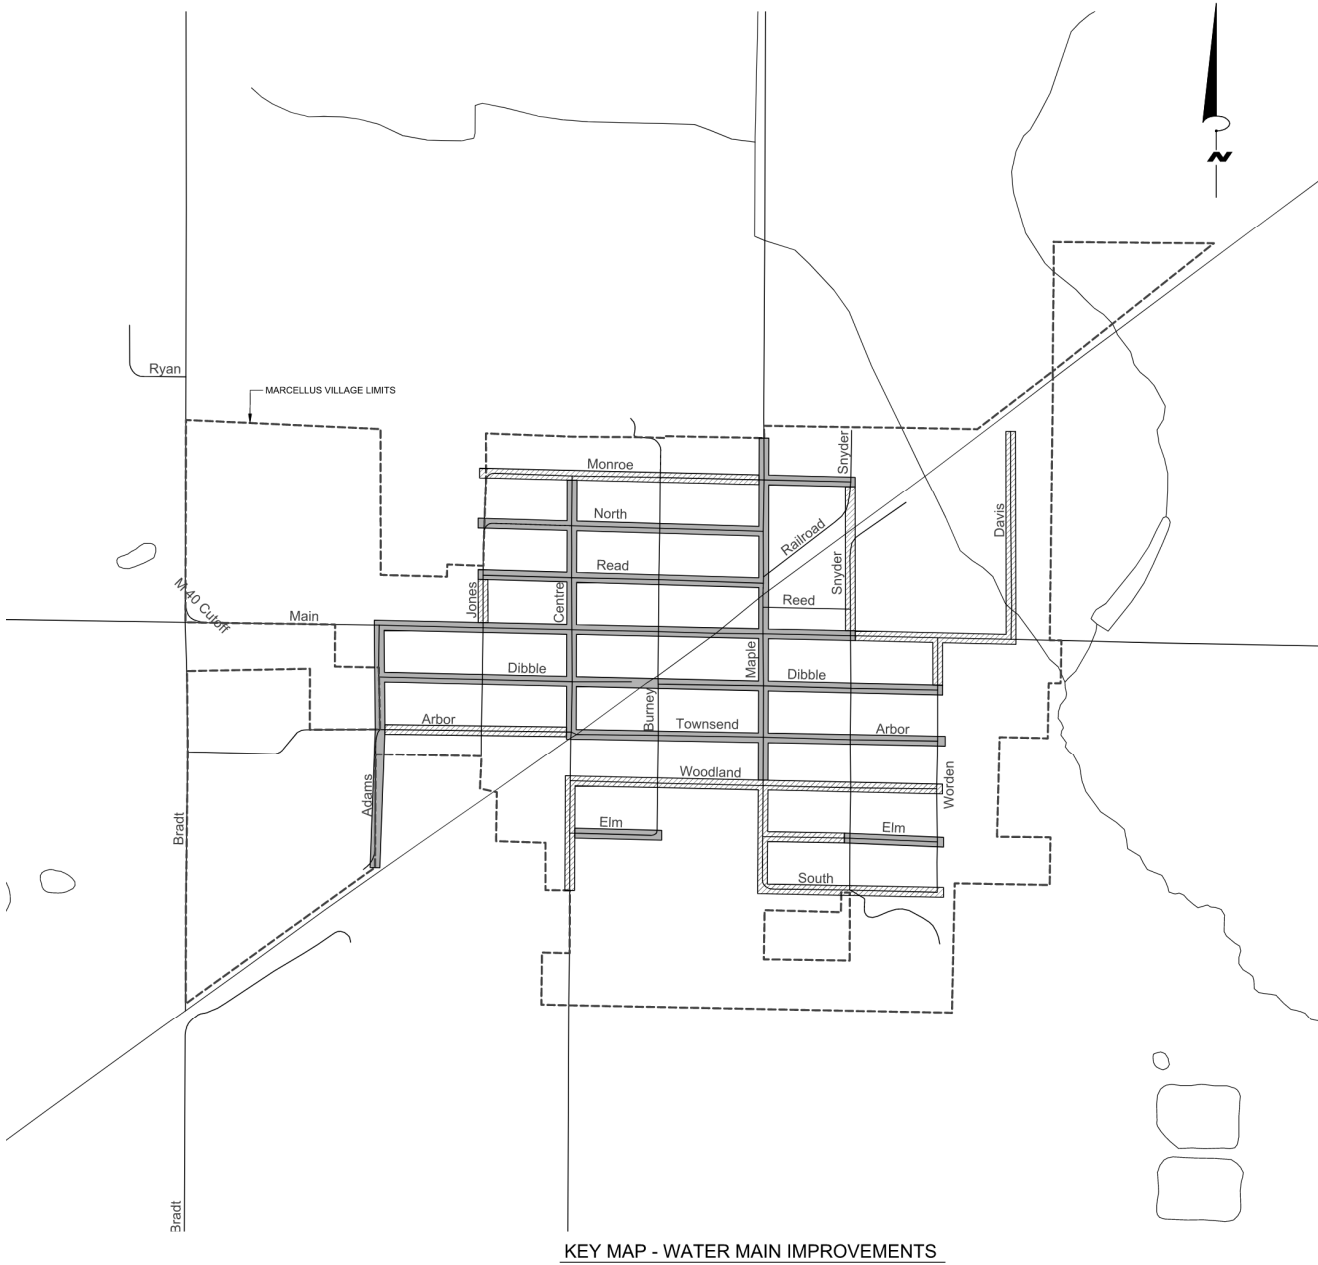 N
Ryan
MARCELLUS VILLAGE LIMITS
Snyder
Monroe
Davis
North
Railroad
Read
Snyder
Jones
Centre
Reed
M 40 Cutoff
Main
Maple
Dibble
Dibble
Burney
Arbor
Townsend
Arbor
Woodland
Worden
Adams
Bradt
Elm
Elm
South
Bradt
KEY MAP - WATER MAIN IMPROVEMENTS